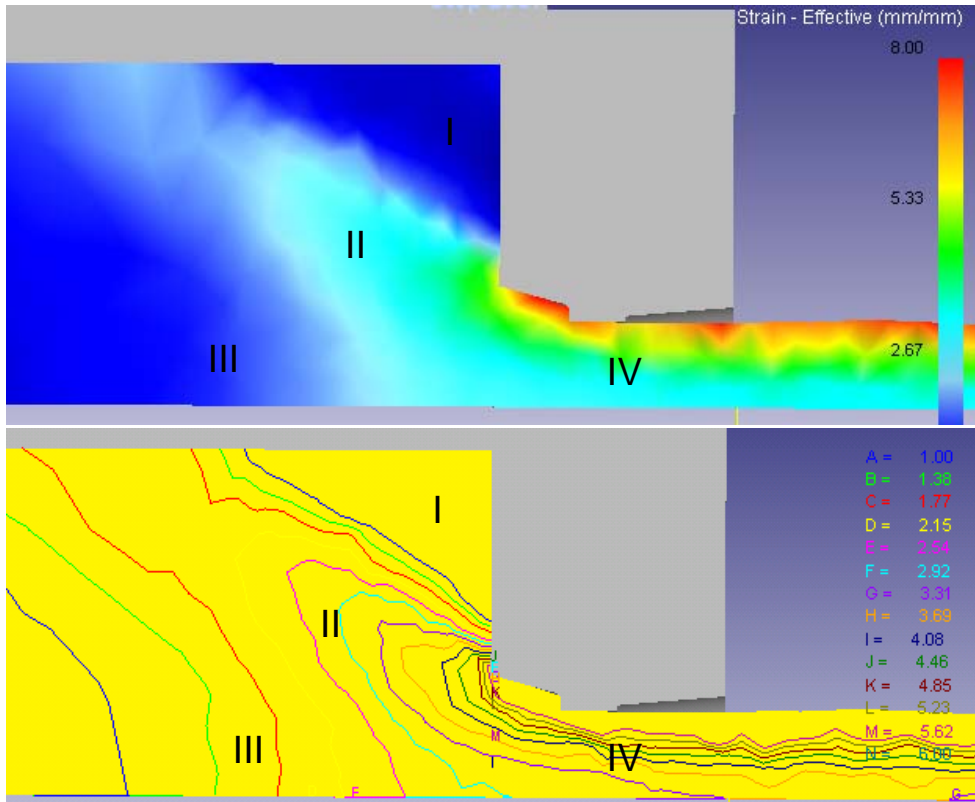 Strain - Effective (mm/mm)
8.00
I
5.33
II
2.67
III
IV
A = 1.00
B = 1.38
C = 1.77
D = 2.15
E = 2.54
F = 2.92
I
G = 3.31
H = 3.69
II
I = 4.08
J
J = 4.46
K
K = 4.85
L = 5.23
M
M = 5.62
III
I
IV
N = 6.00
F
G